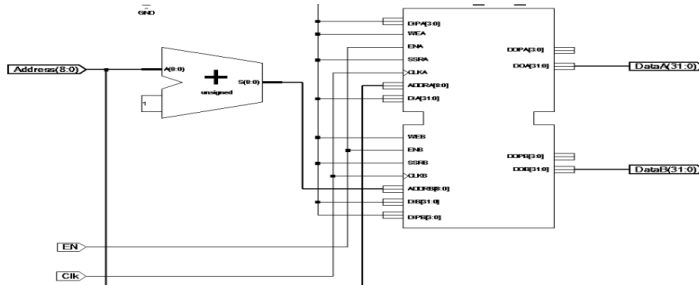 GND
Address(8:0)
A(8:0)
S(8:0)
+
unsigned
1
EN
Clk
DIPA[3:0]
WEA
ENA
SSRA
CLKA
ADDRA[8:0]
DIA[31:0]
WEB
ENB
SSRB
CLKB
ADDRB[8:0]
DIB[31:0]
DIPB[3:0]
DOPA[3:0]
DOA[31:0]
DOPB[3:0]
DOB[31:0]
DataA(31:0)
DataB(31:0)